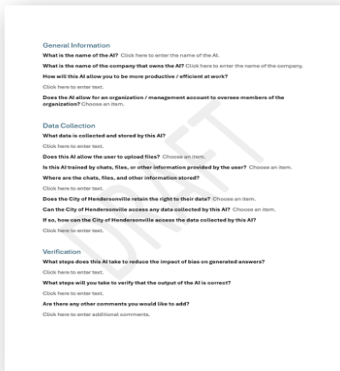 General Information
What is the name of the AI? Click here to enter the name of the AI.
What is the name of the company that owns the AI? Click here to enter the name of the company.
How will this AI allow you to be more productive / efficient at work?
Click here to enter text.
Does the AI allow for an organization / management account to oversee members of the
organization? Choose an item.
Data Collection
What data is collected and stored by this AI?
Click here to enter text.
Does this AI allow the user to upload files? Choose an item.
Is this AI trained by chats, files, or other information provided by the user? Choose an item.
Where are the chats, files, and other information stored?
Click here to enter text.
Does the City of Hendersonville retain the right to their data? Choose an item.
Can the City of Hendersonville access any data collected by this AI? Choose an item.
If so, how can the City of Hendersonville access the data collected by this AI?
Click here to enter text.
Verification
What steps does this AI take to reduce the impact of bias on generated answers?
Click here to enter text.
What steps will you take to verify that the output of the AI is correct?
Click here to enter text.
Are there any other comments you would like to add?
Click here to enter additional comments.
DRAFT